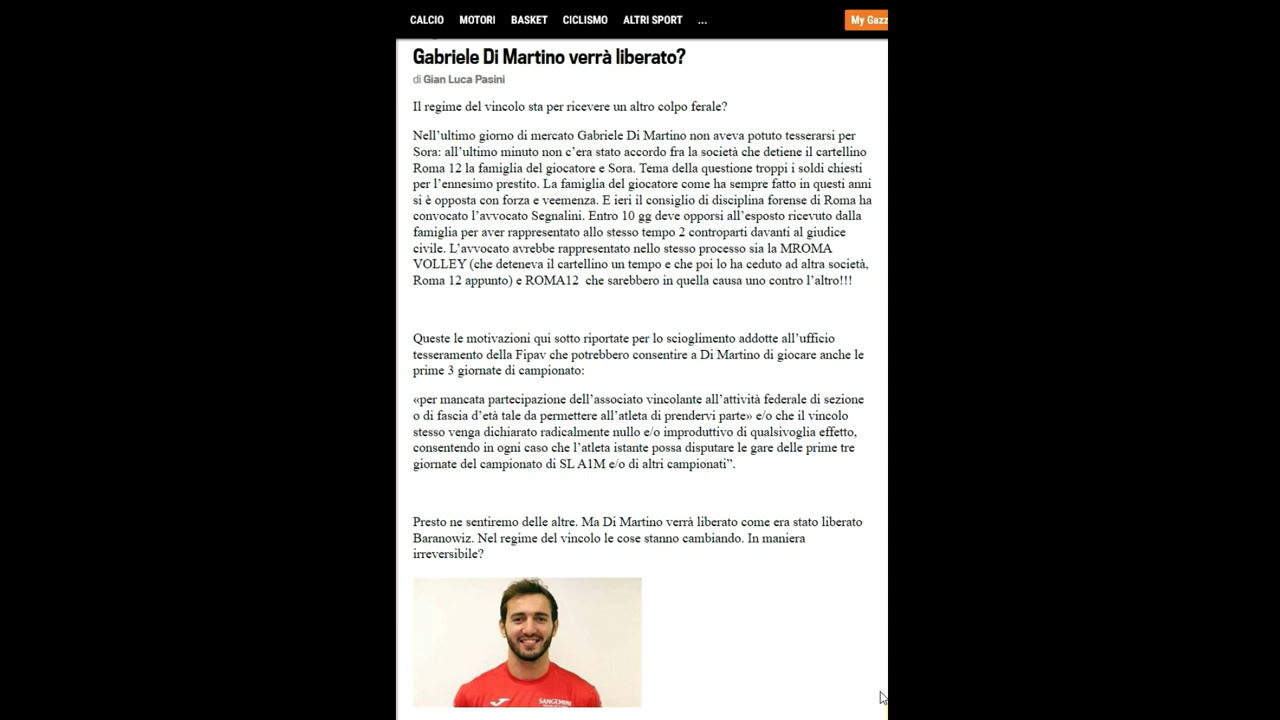 CALCIO MOTORI BASKET CICLISMO ALTRI SPORT ... My Gazz
Gabriele Di Martino verrà liberato?
di Gian Luca Pasini
Il regime del vincolo sta per ricevere un altro colpo ferale?
Nell’ultimo giorno di mercato Gabriele Di Martino non aveva potuto tesserarsi per
Sora: all’ultimo minuto non c’era stato accordo fra la società che detiene il cartellino
Roma 12 la famiglia del giocatore e Sora. Tema della questione troppi i soldi chiesti
per l’ennesimo prestito. La famiglia del giocatore come ha sempre fatto in questi anni
si è opposta con forza e veemenza. E ieri il consiglio di disciplina forense di Roma ha
convocato l’avvocato Segnalini. Entro 10 gg deve opporsi all’esposto ricevuto dalla
famiglia per aver rappresentato allo stesso tempo 2 controparti davanti al giudice
civile. L’avvocato avrebbe rappresentato nello stesso processo sia la MROMA
VOLLEY (che deteneva il cartellino un tempo e che poi lo ha ceduto ad altra società,
Roma 12 appunto) e ROMA12 che sarebbero in quella causa uno contro l’altro!!!
Queste le motivazioni qui sotto riportate per lo scioglimento addotte all’ufficio
tesseramento della Fipav che potrebbero consentire a Di Martino di giocare anche le
prime 3 giornate di campionato:
«per mancata partecipazione dell’associato vincolante all’attività federale di sezione
o di fascia d’età tale da permettere all’atleta di prendervi parte» e/o che il vincolo
stesso venga dichiarato radicalmente nullo e/o improduttivo di qualsivoglia effetto,
consentendo in ogni caso che l’atleta istante possa disputare le gare delle prime tre
giornate del campionato di SL A1M e/o di altri campionati”.
Presto ne sentiremo delle altre. Ma Di Martino verrà liberato come era stato liberato
Baranowiz. Nel regime del vincolo le cose stanno cambiando. In maniera
irreversibile?
SANGEMINI